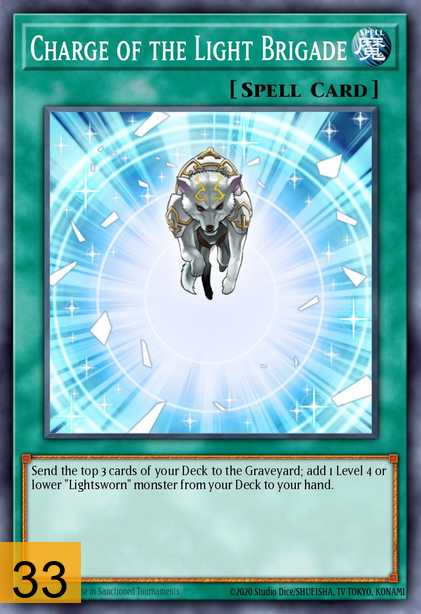 CHARGE OF THE LIGHT BRIGADE
SPELL
魔
[SPELL CARD]
Send the top 3 cards of your Deck to the Graveyard; add 1 Level 4 or
lower "Lightsworn" monster from your Deck to your hand.
33
in Sanctioned Tournaments
©2020 Studio Dice/SHUEISHA, TV TOKYO, KONAMI